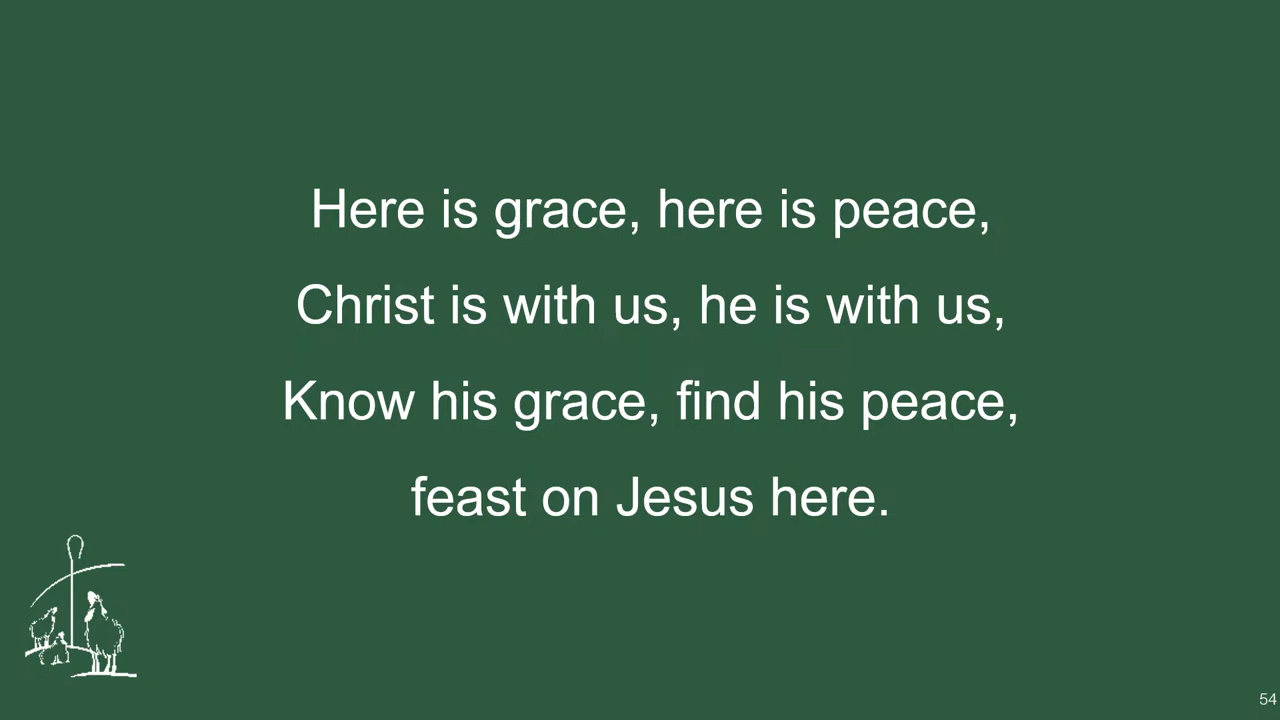 Here is grace, here is peace,
Christ is with us, he is with us,
Know his grace, find his peace,
feast on Jesus here.
54